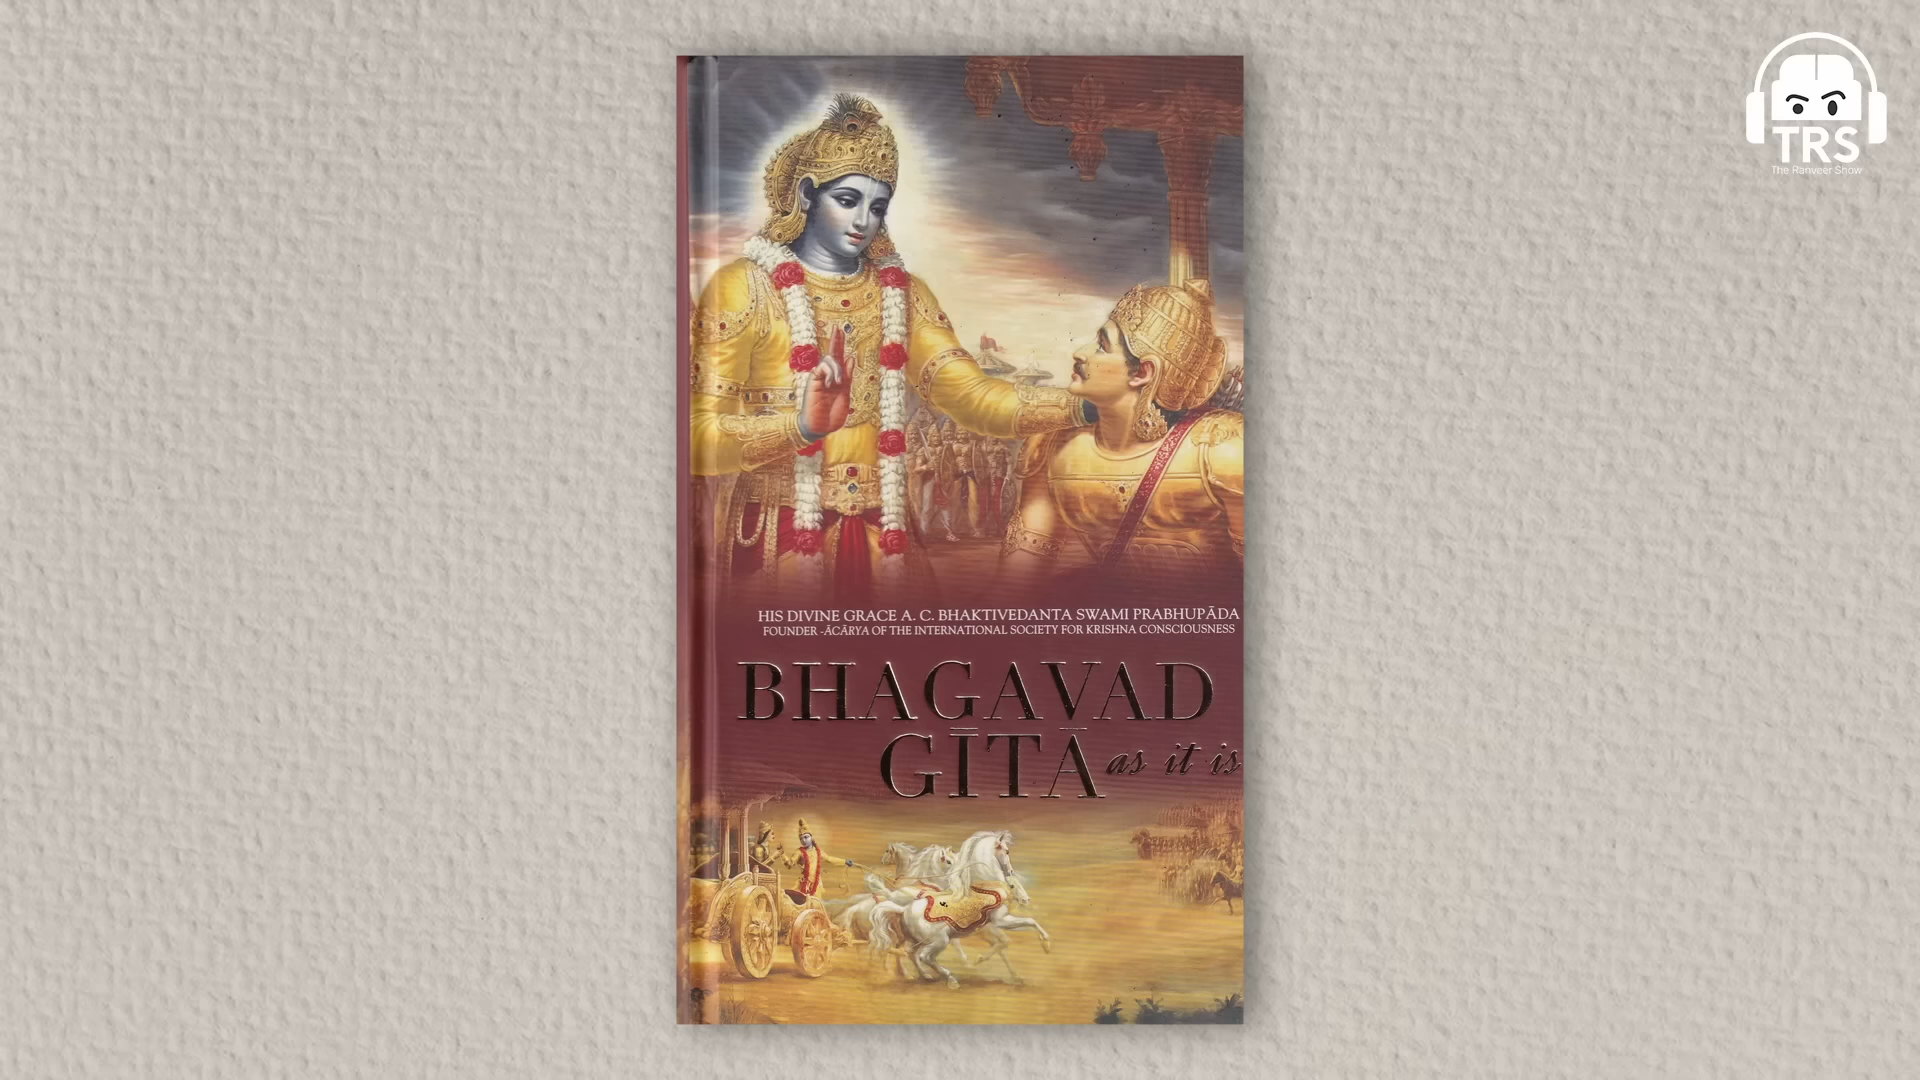 HIS DIVINE GRACE A. C. BHAKTIVEDANTA SWAMI PRABHUPĀDA
FOUNDER -ĀCĀRYA OF THE INTERNATIONAL SOCIETY FOR KRISHNA CONSCIOUSNESS
BHAGAVAD
GĪTĀ as it is
TRS
The Ranveer Show